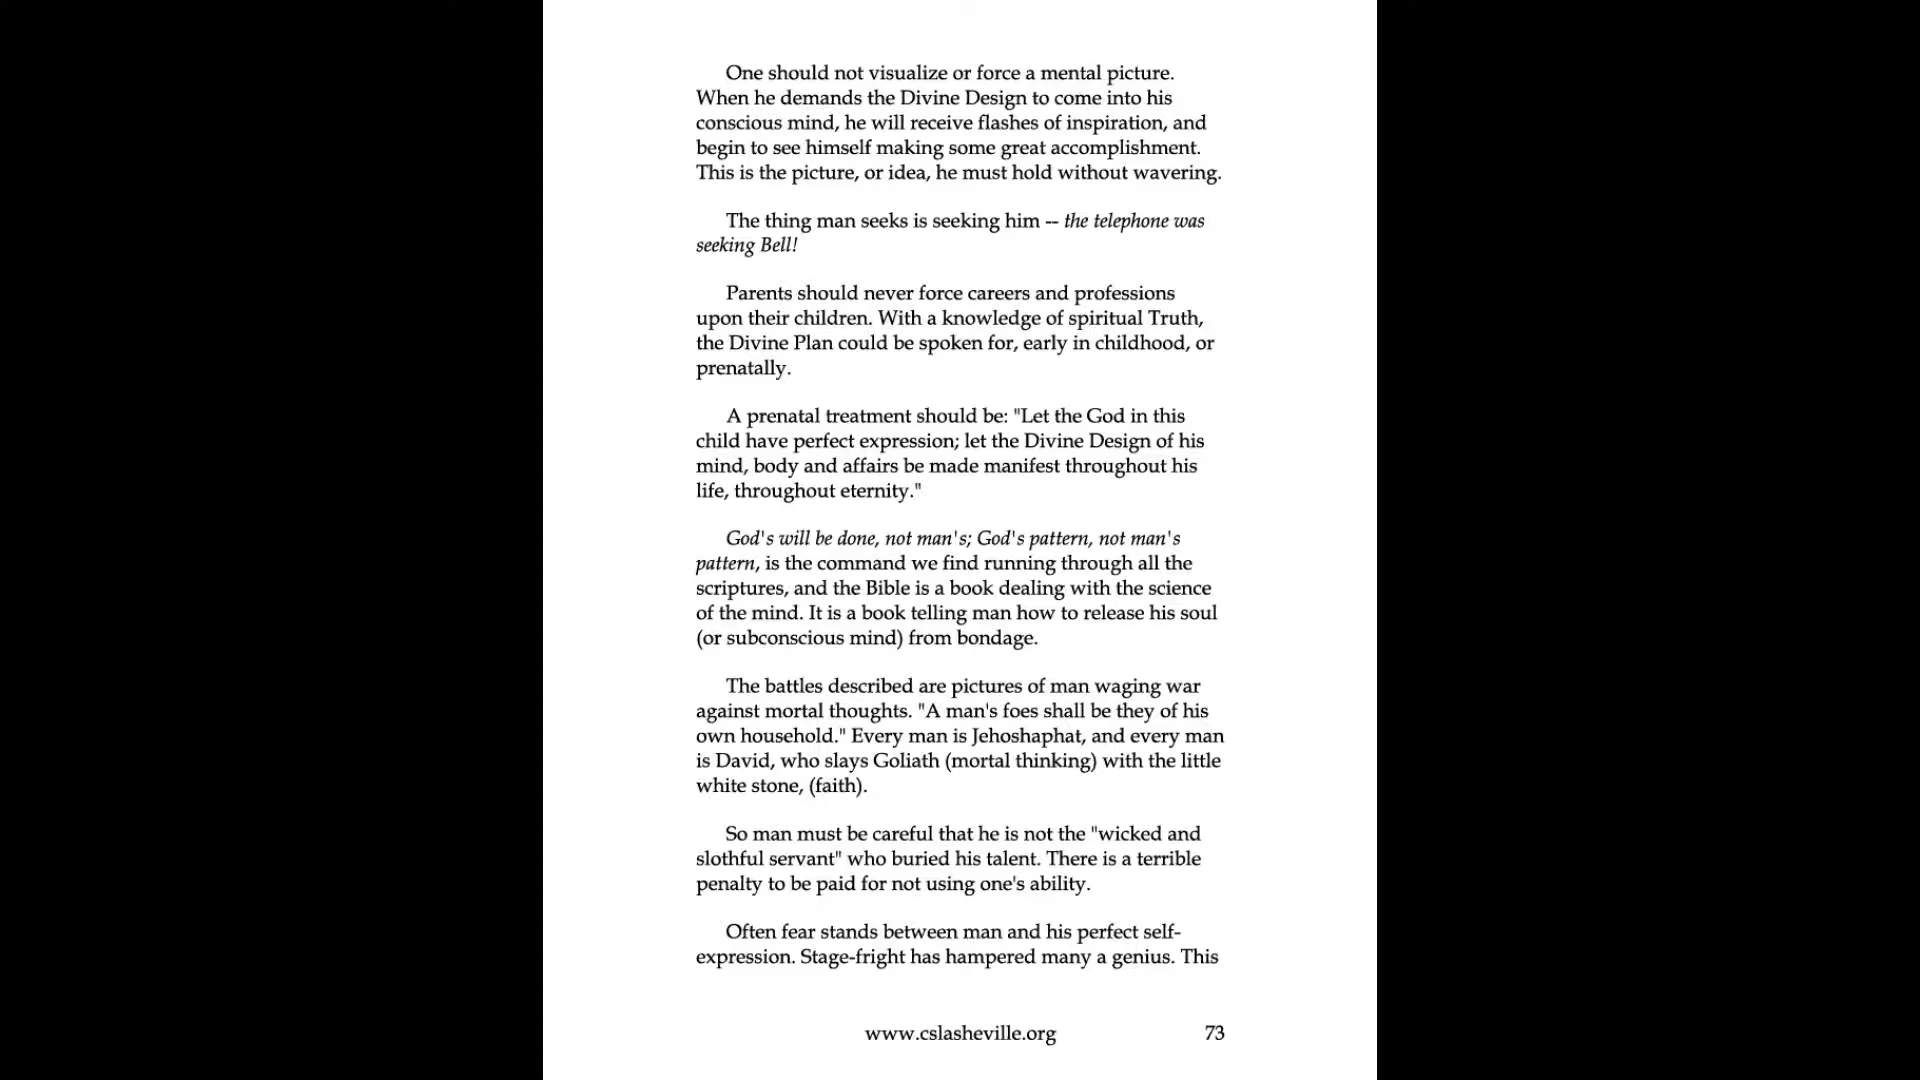 One should not visualize or force a mental picture.
When he demands the Divine Design to come into his
conscious mind, he will receive flashes of inspiration, and
begin to see himself making some great accomplishment.
This is the picture, or idea, he must hold without wavering.
The thing man seeks is seeking him -- the telephone was
seeking Bell!
Parents should never force careers and professions
upon their children. With a knowledge of spiritual Truth,
the Divine Plan could be spoken for, early in childhood, or
prenatally.
A prenatal treatment should be: "Let the God in this
child have perfect expression; let the Divine Design of his
mind, body and affairs be made manifest throughout his
life, throughout eternity."
God's will be done, not man's; God's pattern, not man's
pattern, is the command we find running through all the
scriptures, and the Bible is a book dealing with the science
of the mind. It is a book telling man how to release his soul
(or subconscious mind) from bondage.
The battles described are pictures of man waging war
against mortal thoughts. "A man's foes shall be they of his
own household." Every man is Jehoshaphat, and every man
is David, who slays Goliath (mortal thinking) with the little
white stone, (faith).
So man must be careful that he is not the "wicked and
slothful servant" who buried his talent. There is a terrible
penalty to be paid for not using one's ability.
Often fear stands between man and his perfect self-
expression. Stage-fright has hampered many a genius. This
www.cslasheville.org 73